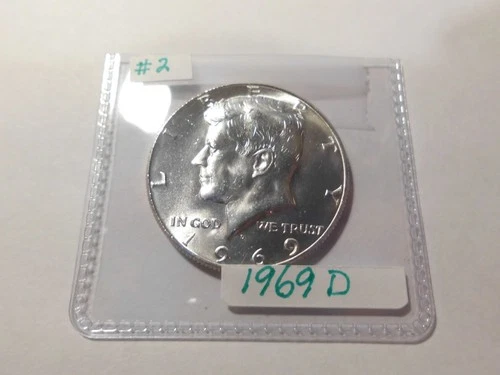 #2
LIBERTY
IN GOD WE TRUST
1969
1969 D